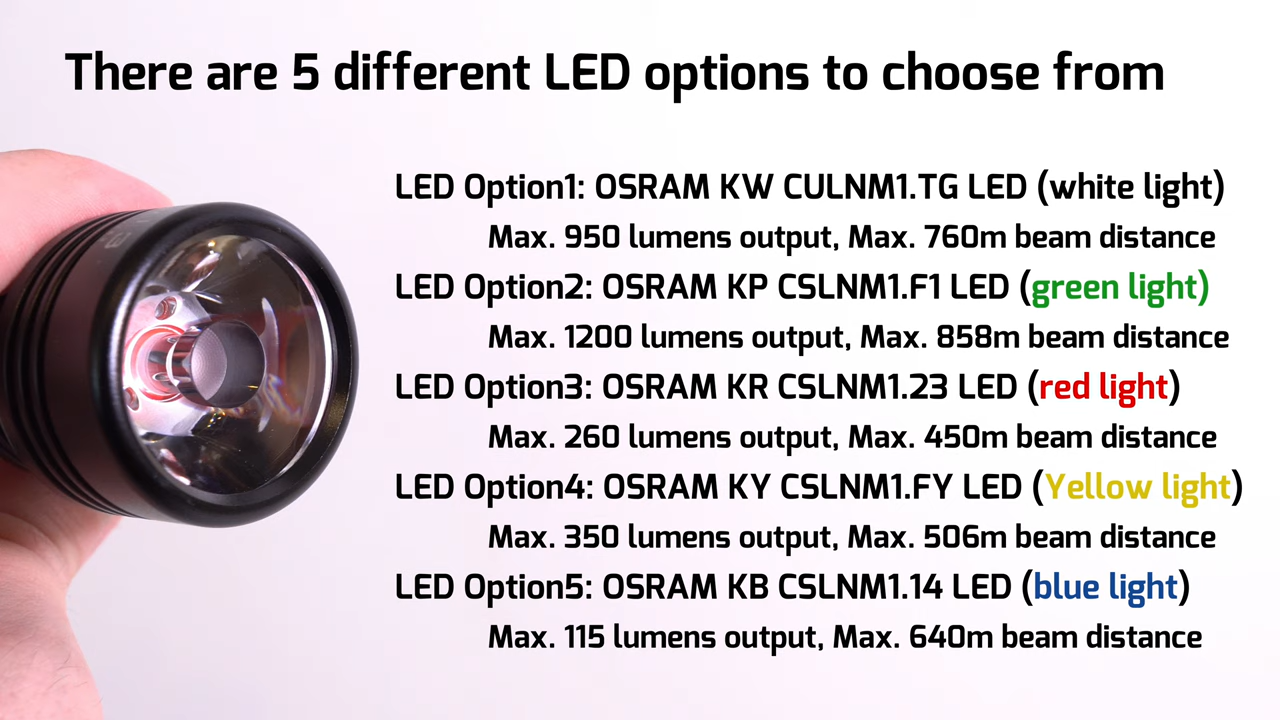 There are 5 different LED options to choose from
LED Option1: OSRAM KW CULNM1.TG LED (white light)
Max. 950 lumens output, Max. 760m beam distance
LED Option2: OSRAM KP CSLNM1.F1 LED (green light)
Max. 1200 lumens output, Max. 858m beam distance
LED Option3: OSRAM KR CSLNM1.23 LED (red light)
Max. 260 lumens output, Max. 450m beam distance
LED Option4: OSRAM KY CSLNM1.FY LED (Yellow light)
Max. 350 lumens output, Max. 506m beam distance
LED Option5: OSRAM KB CSLNM1.14 LED (blue light)
Max. 115 lumens output, Max. 640m beam distance